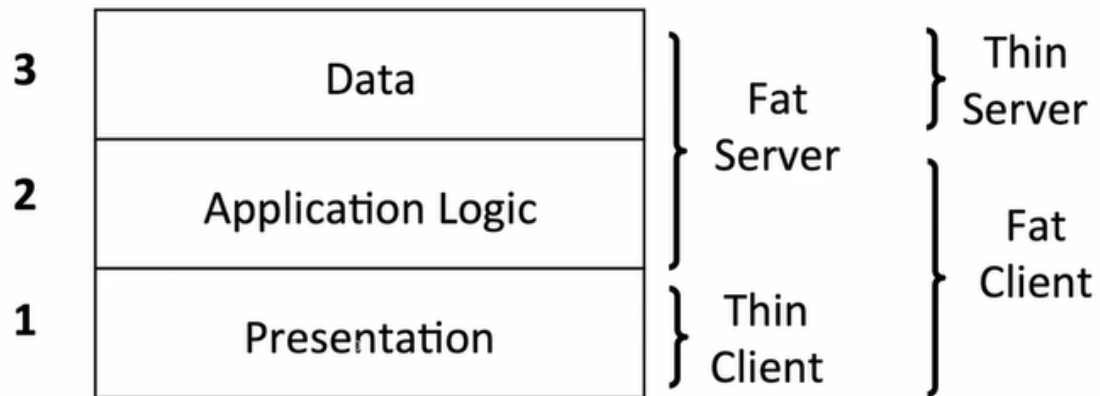 3
Data
2
Application Logic
1
Presentation
Fat
Server
Thin
Client
Thin
Server
Fat
Client